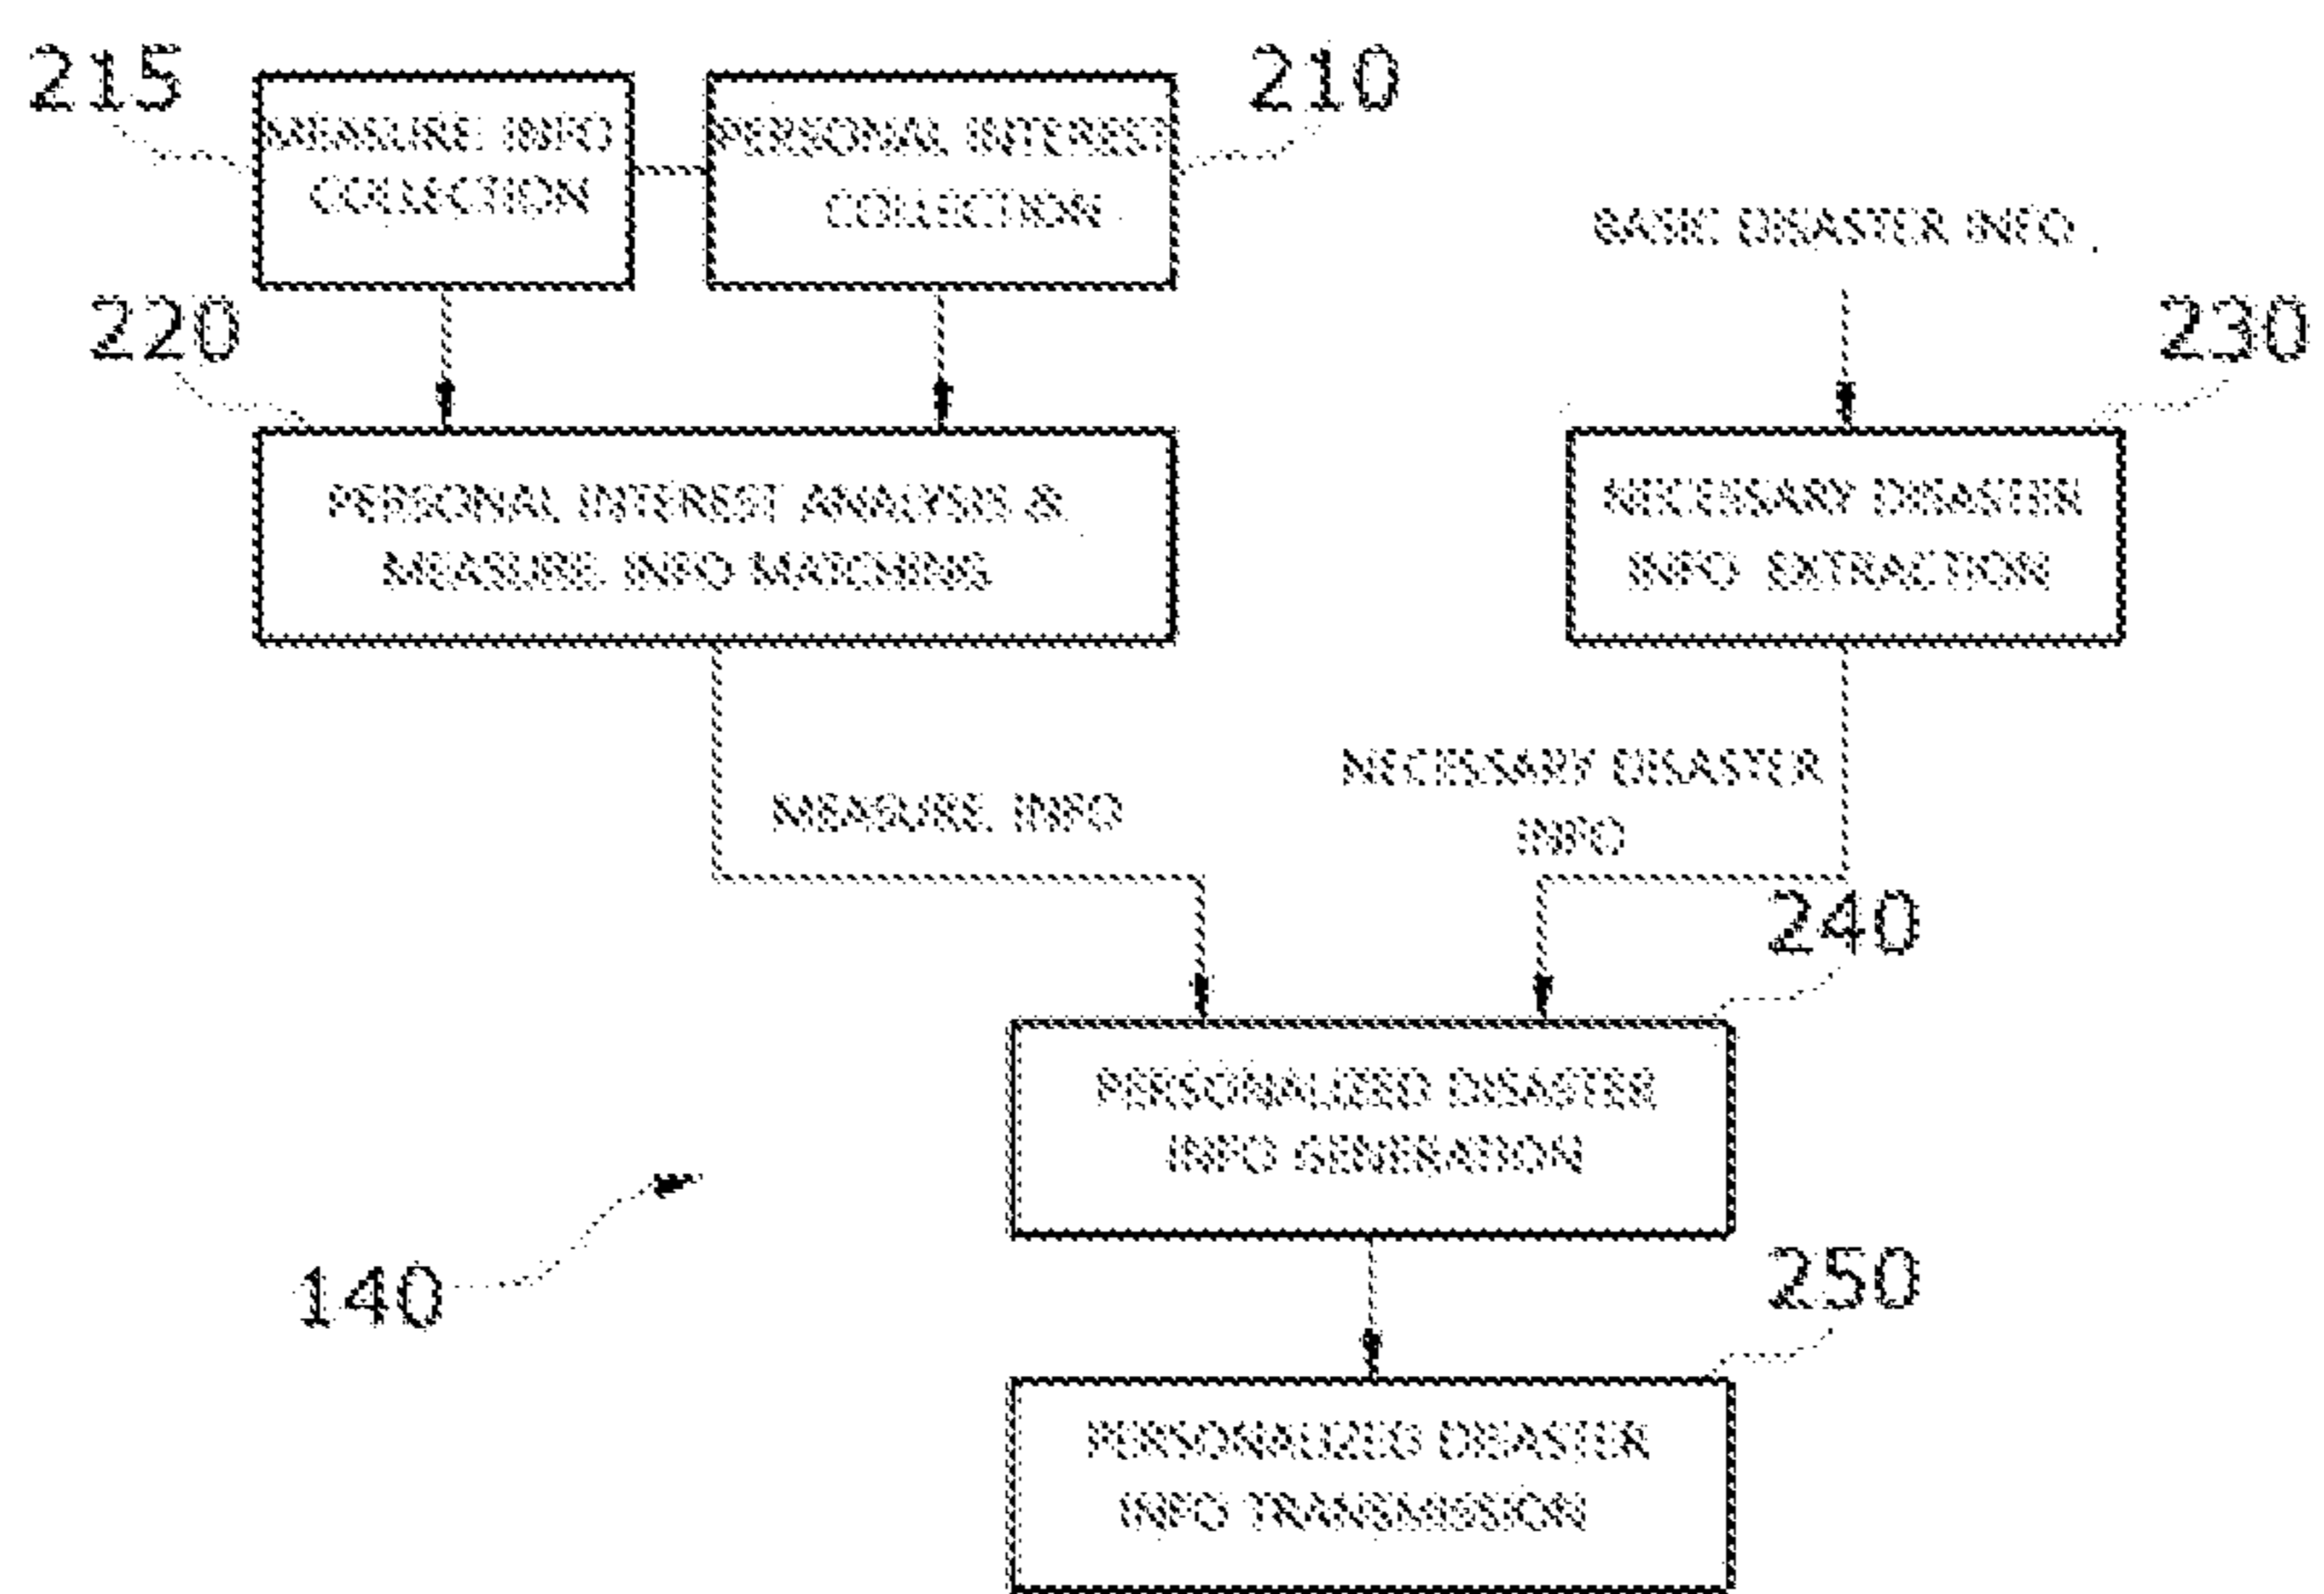 215
MEASURE INFO
COLLECTION
PERSONAL INTEREST
COLLECTION
210
BASIC DISASTER INFO
220
230
PERSONAL INTEREST ANALYSIS &
MEASURE INFO MATCHING
NECESSARY DISASTER
INFO EXTRACTION
MEASURE INFO
NECESSARY DISASTER
INFO
240
PERSONALIZED DISASTER
INFO GENERATION
140
250
PERSONALIZED DISASTER
INFO TRANSMISSION